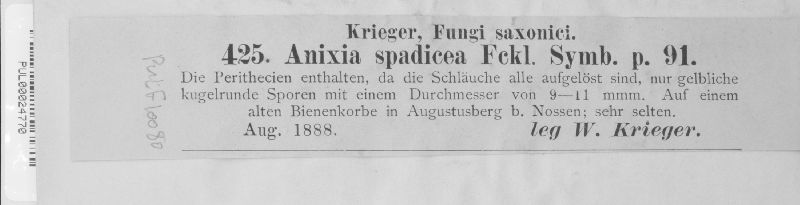 Krieger, Fungi saxonici.
425. Anixia spadicea Fckl. Symb. p. 91.
Die Perithecien enthalten, da die Schläuche alle aufgelöst sind, nur gelbliche
kugelrunde Sporen mit einem Durchmesser von 9—11 mmm. Auf einem
alten Bienenkorbe in Augustusberg b. Nossen; sehr selten.
Aug. 1888. leg W. Krieger.
PUL00024770
PULF10080